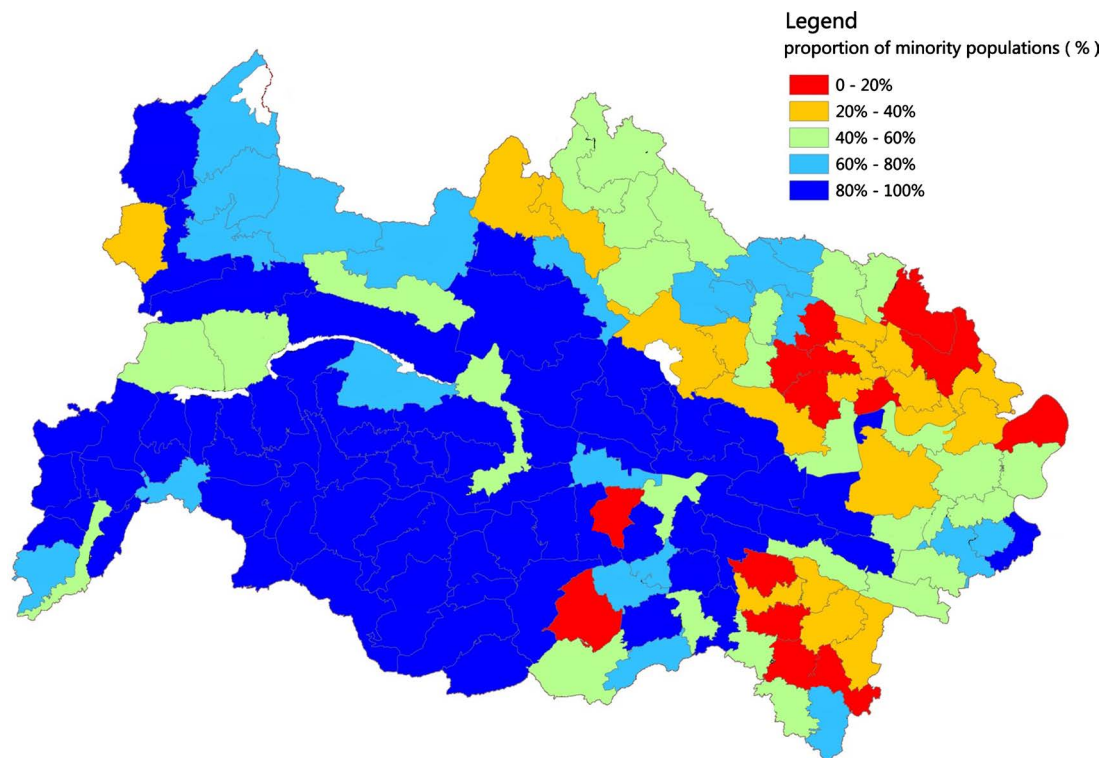 Legend
proportion of minority populations ( % )
0 - 20%
20% - 40%
40% - 60%
60% - 80%
80% - 100%